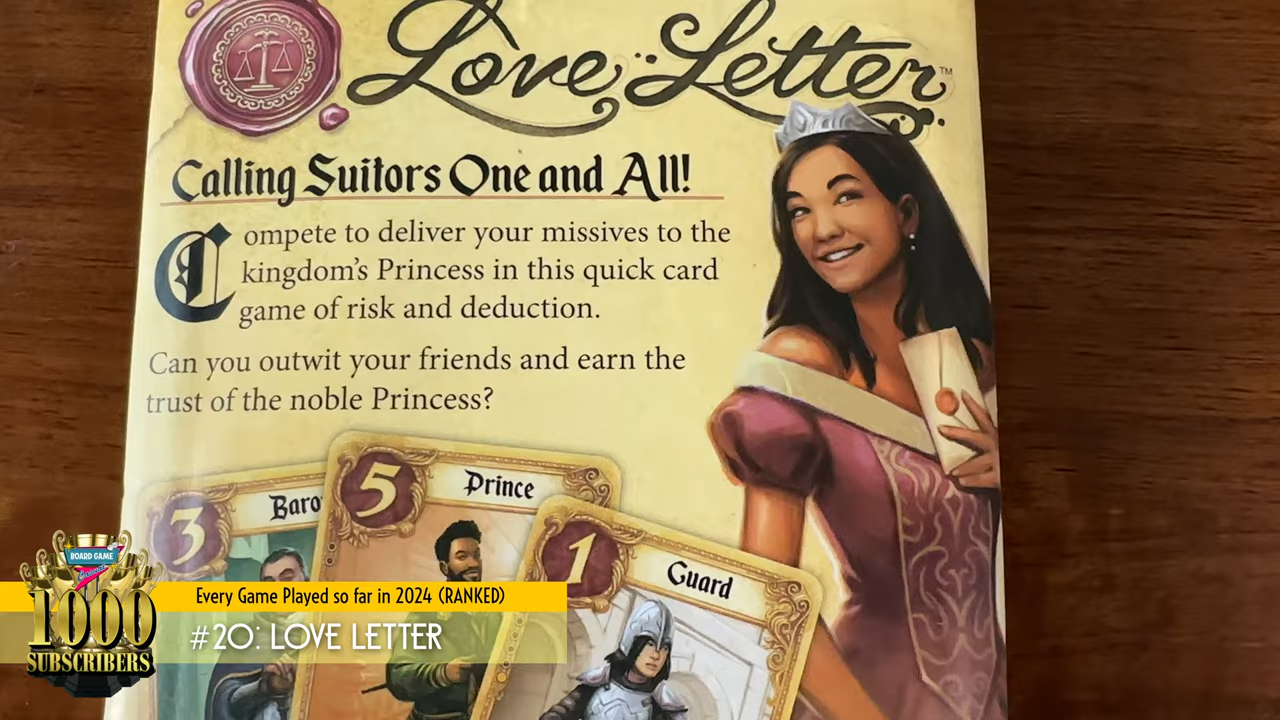 Love Letter™
Calling Suitors One and All!
Compete to deliver your missives to the
kingdom's Princess in this quick card
game of risk and deduction.
Can you outwit your friends and earn the
trust of the noble Princess?
3
Baro
5
Prince
1
Guard
BOARD GAME
1000
SUBSCRIBERS
Every Game Played so far in 2024 (RANKED)
#20: LOVE LETTER